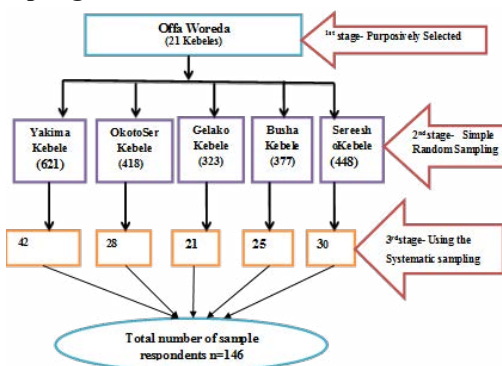 Offa Woreda
(21 Kebeles)
1st stage- Purposively Selected
Yakima
Kebele
(621)
OkotoSer
Kebele
(418)
Gelako
Kebele
(323)
Busha
Kebele
(377)
Sereesh
oKebele
(448)
2nd stage- Simple
Random Sampling
42
28
21
25
30
3rd stage- Using the
Systematic sampling
Total number of sample
respondents n=146